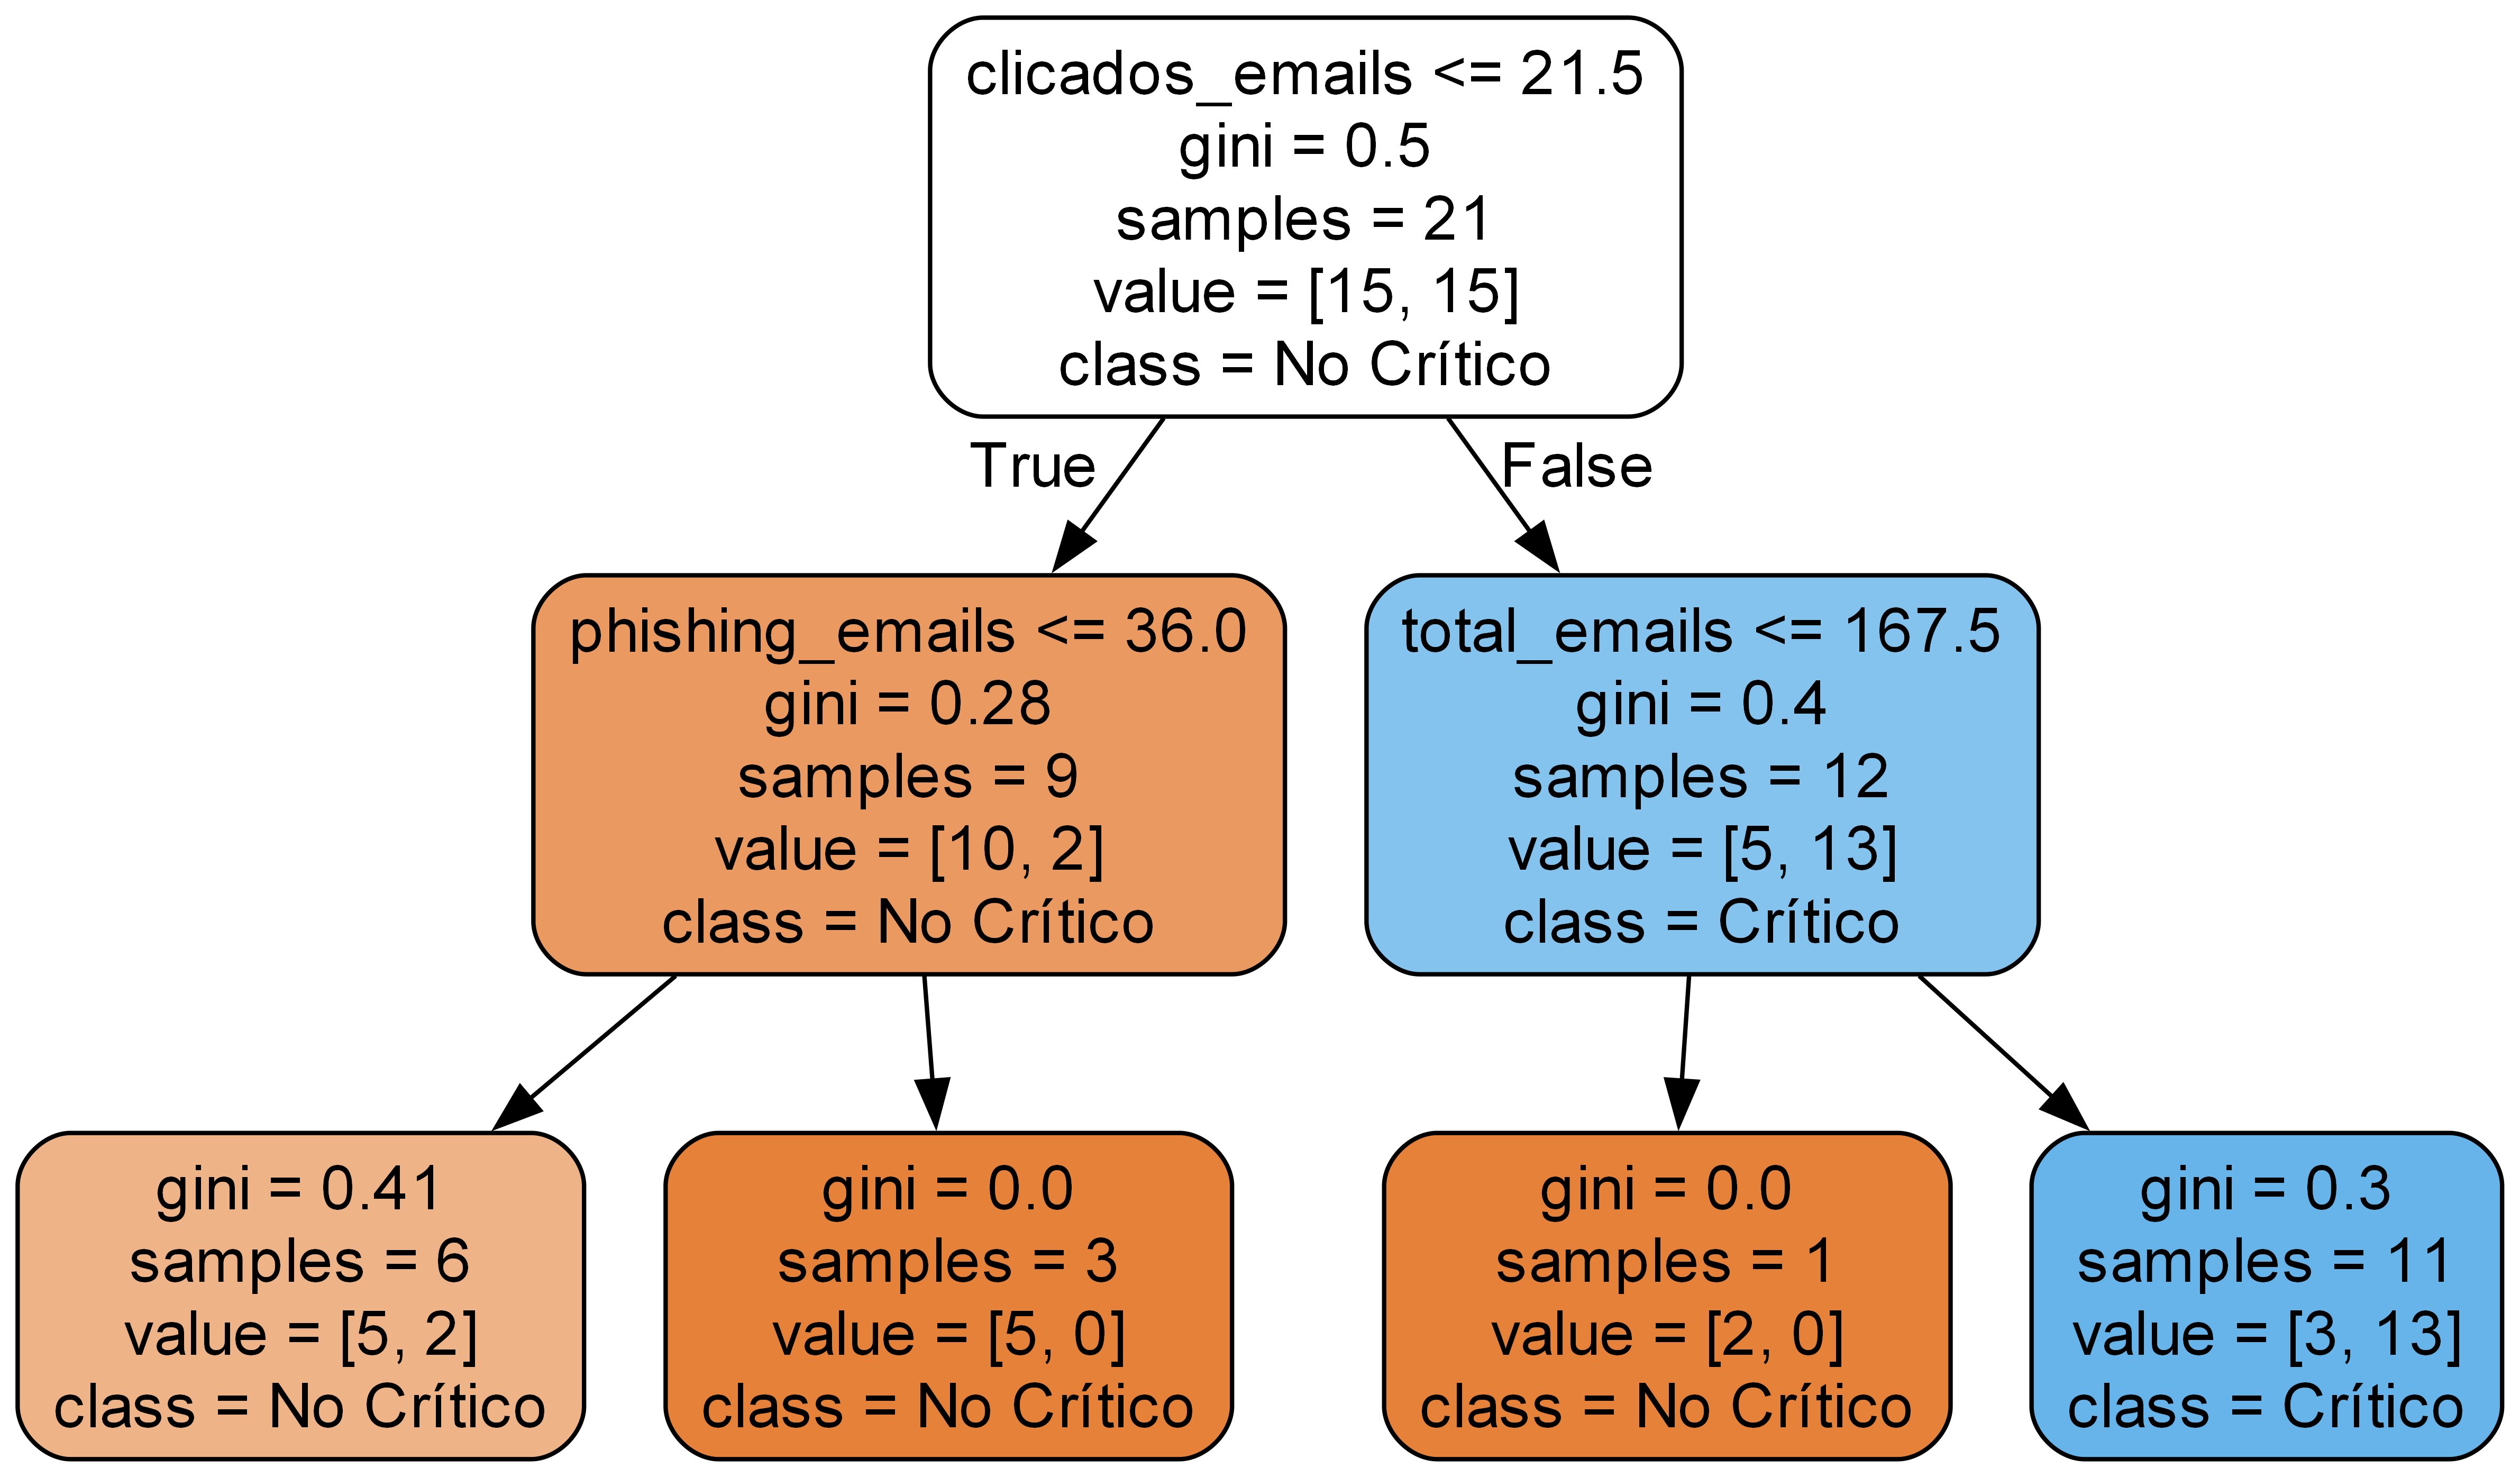 clicados_emails <= 21.5
gini = 0.5
samples = 21
value = [15, 15]
class = No Crítico
True
False
phishing_emails <= 36.0
gini = 0.28
samples = 9
value = [10, 2]
class = No Crítico
total_emails <= 167.5
gini = 0.4
samples = 12
value = [5, 13]
class = Crítico
gini = 0.41
samples = 6
value = [5, 2]
class = No Crítico
gini = 0.0
samples = 3
value = [5, 0]
class = No Crítico
gini = 0.0
samples = 1
value = [2, 0]
class = No Crítico
gini = 0.3
samples = 11
value = [3, 13]
class = Crítico